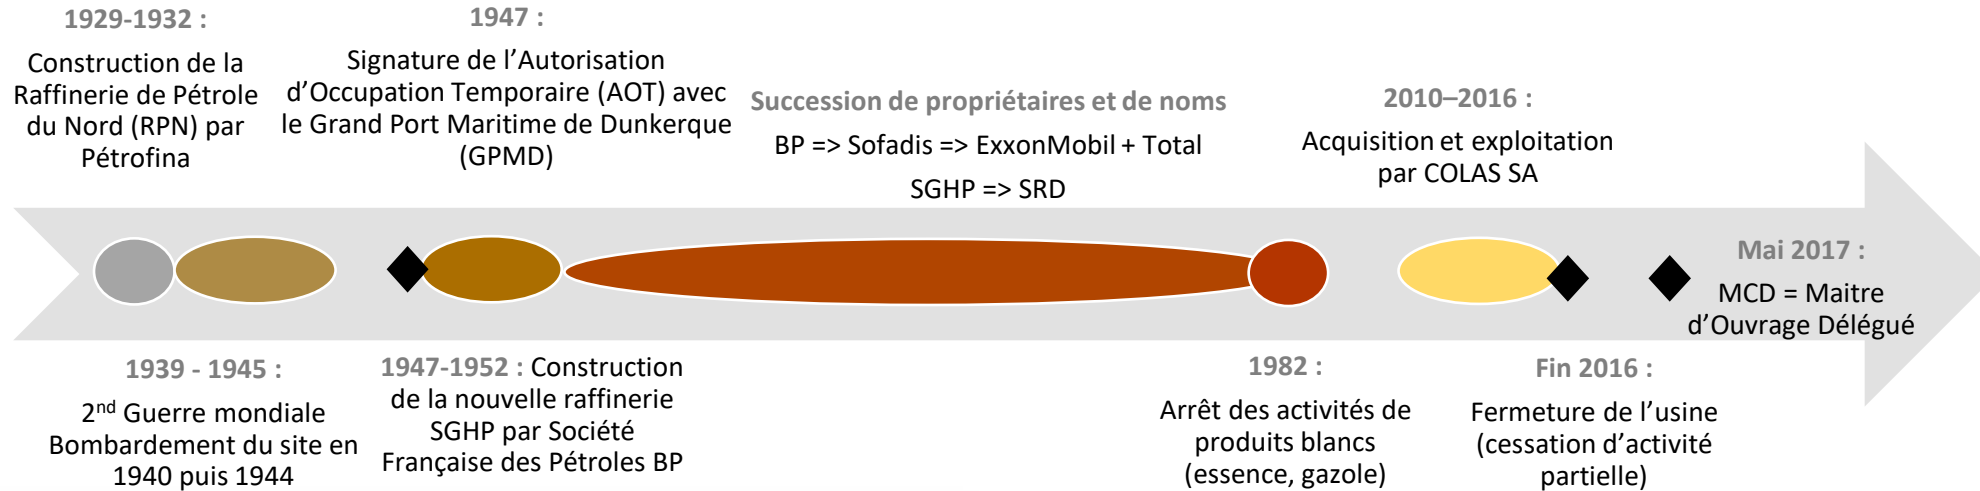 1929-1932 :
Construction de la
Raffinerie de Pétrole
du Nord (RPN) par
Pétrofina
1947 :
Signature de l’Autorisation
d’Occupation Temporaire (AOT) avec
le Grand Port Maritime de Dunkerque
(GPMD)
Succession de propriétaires et de noms
BP => Sofadis => ExxonMobil + Total
SGHP => SRD
2010–2016 :
Acquisition et exploitation
par COLAS SA
Mai 2017 :
MCD = Maitre
d’Ouvrage Délégué
1939 - 1945 :
2nd Guerre mondiale
Bombardement du site en
1940 puis 1944
1947-1952 : Construction
de la nouvelle raffinerie
SGHP par Société
Française des Pétroles BP
1982 :
Arrêt des activités de
produits blancs
(essence, gazole)
Fin 2016 :
Fermeture de l’usine
(cessation d’activité
partielle)